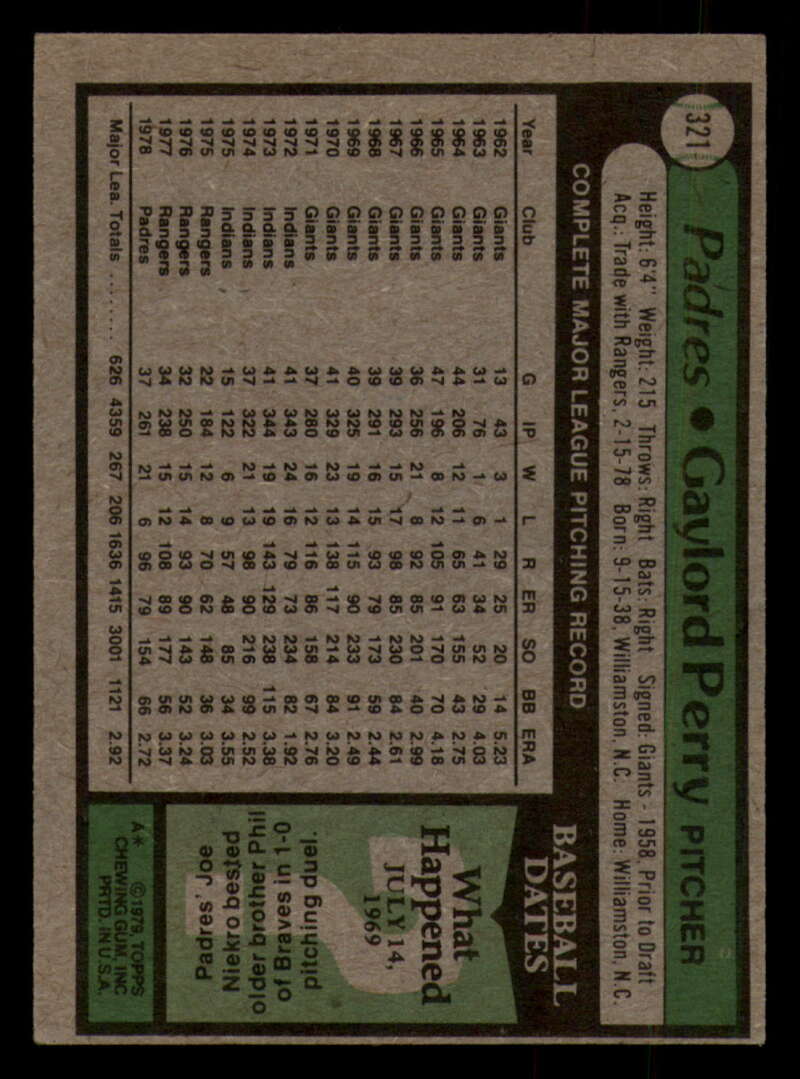 321
Padres • Gaylord Perry PITCHER
Height: 6'4" Weight: 215 Throws: Right Bats: Right Signed: Giants - 1958, Prior to Draft
Acq.: Trade with Rangers, 2-15-78 Born: 9-15-38, Williamston, N.C. Home: Williamston, N.C.
COMPLETE MAJOR LEAGUE PITCHING RECORD
Year Club G IP W L R ER SO BB ERA
1962 Giants 13 43 3 1 29 25 20 14 5.23
1963 Giants 31 76 1 6 41 34 52 29 4.03
1964 Giants 44 206 12 11 65 63 155 43 2.75
1965 Giants 47 196 8 12 105 91 170 70 4.18
1966 Giants 36 256 21 8 92 85 201 40 2.99
1967 Giants 39 293 15 17 98 85 230 84 2.61
1968 Giants 39 291 16 15 93 79 173 59 2.44
1969 Giants 40 325 19 14 115 90 233 91 2.49
1970 Giants 41 329 23 13 138 117 214 84 3.20
1971 Giants 37 280 16 12 116 86 158 67 2.76
1972 Indians 41 343 24 16 79 73 234 82 1.92
1973 Indians 41 344 19 19 143 129 238 115 3.38
1974 Indians 37 322 21 13 98 90 216 99 2.52
1975 Indians 15 122 6 9 57 48 85 34 3.55
1975 Rangers 22 184 12 8 70 62 148 36 3.03
1976 Rangers 32 250 15 14 93 90 143 52 3.24
1977 Rangers 34 238 15 12 108 89 177 56 3.37
1978 Padres 37 261 21 6 96 79 154 66 2.72
Major Lea. Totals ........ 626 4359 267 206 1636 1415 3001 1121 2.92
BASEBALL
DATES
What
Happened
JULY 14,
1969
Padres' Joe
Niekro bested
older brother Phil
of Braves in 1-0
pitching duel.
A** ©1979, TOPPS
CHEWING GUM, INC
PRTD. IN U.S.A.